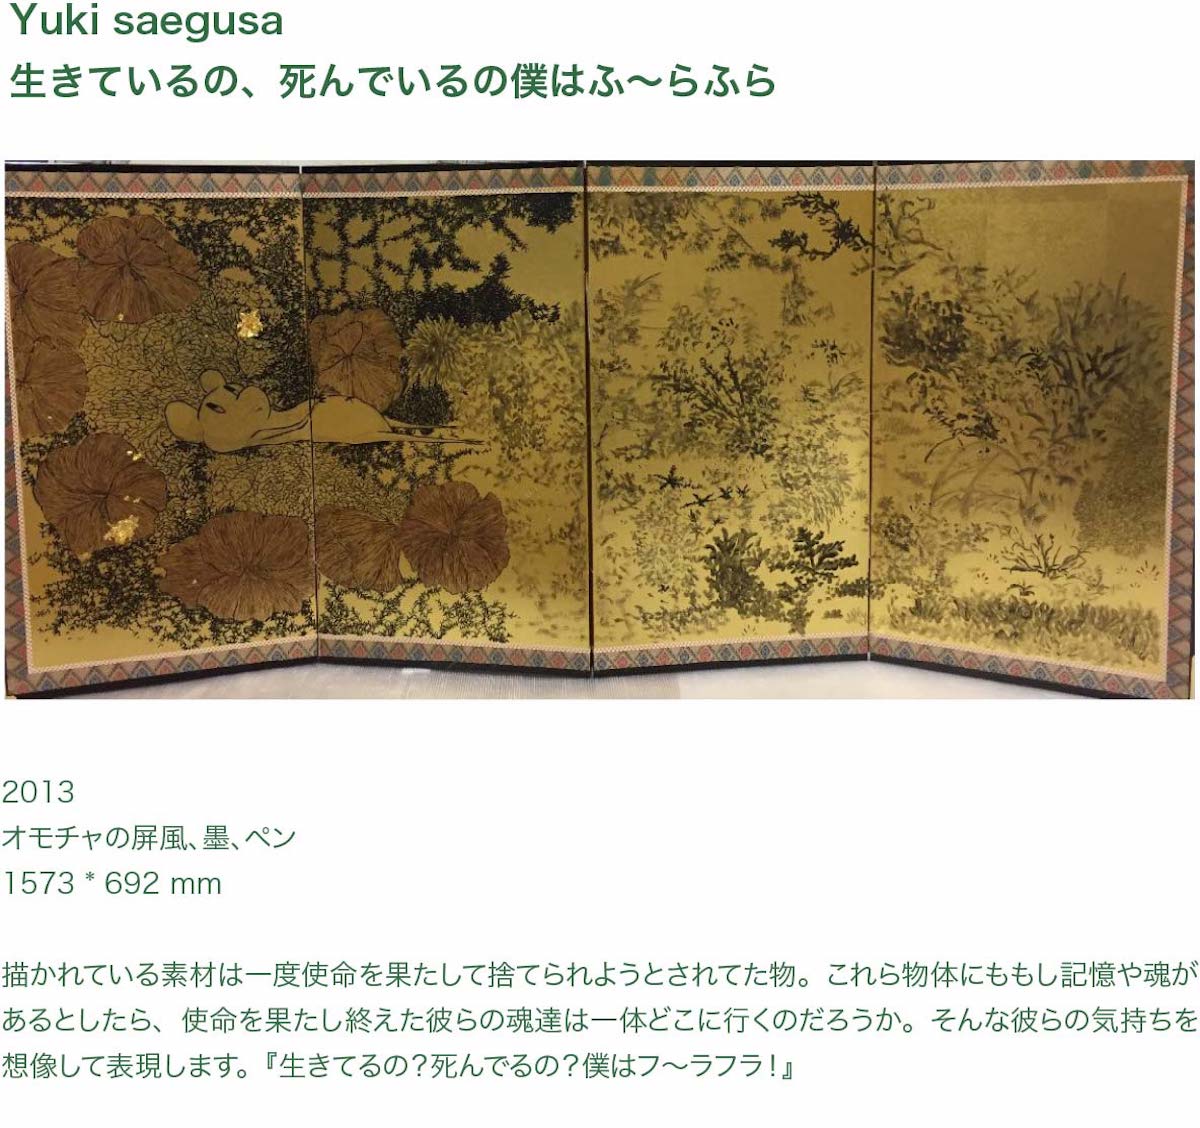 Yuki saegusa
生きているの、死んでいるの僕はふ〜らふら
2013
オモチャの屏風、墨、ペン
1573 * 692 mm
描かれている素材は一度使命を果たして捨てられようとされてた物。これら物体にももし記憶や魂が
あるとしたら、使命を果たし終えた彼らの魂達は一体どこに行くのだろうか。そんな彼らの気持ちを
想像して表現します。『生きてるの？死んでるの？僕はフ〜ラフラ！』